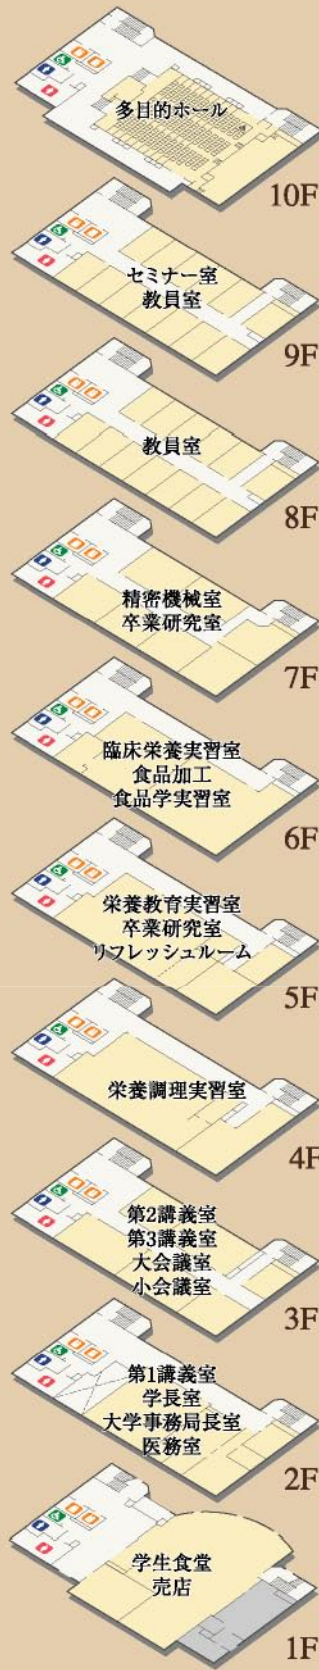 多目的ホール
10F
セミナー室
教員室
9F
教員室
8F
精密機械室
卒業研究室
7F
臨床栄養実習室
食品加工
食品学実習室
6F
栄養教育実習室
卒業研究室
リフレッシュルーム
5F
栄養調理実習室
4F
第2講義室
第3講義室
大会議室
小会議室
3F
第1講義室
学長室
大学事務局長室
医務室
2F
学生食堂
売店
1F